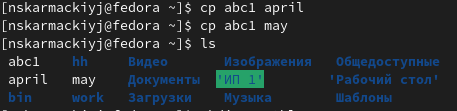 [nskarmackiyj@fedora ~]$ cp abc1 april
[nskarmackiyj@fedora ~]$ cp abc1 may
[nskarmackiyj@fedora ~]$ ls
abc1 hh Видео Изображения Общедоступные
april may Документы 'ИП 1' 'Рабочий стол'
bin work Загрузки Музыка Шаблоны